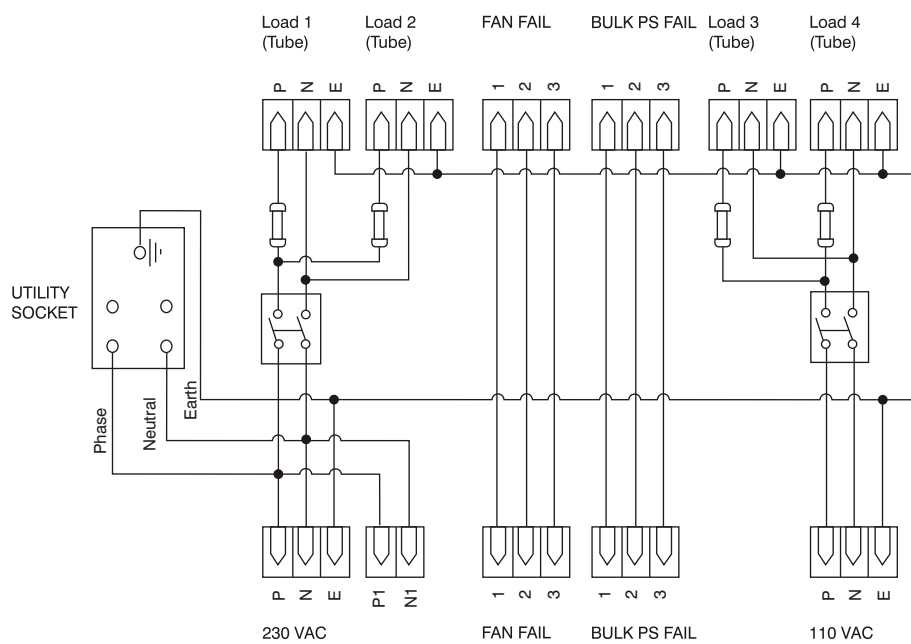 Load 1 Load 2 FAN FAIL BULK PS FAIL Load 3 Load 4
(Tube) (Tube) (Tube) (Tube)
P N E P N E 1 2 3 1 2 3 P N E P N E
UTILITY
SOCKET
Phase
Neutral
Earth
P N E P1 N1 1 2 3 1 2 3 P N E
230 VAC FAN FAIL BULK PS FAIL 110 VAC